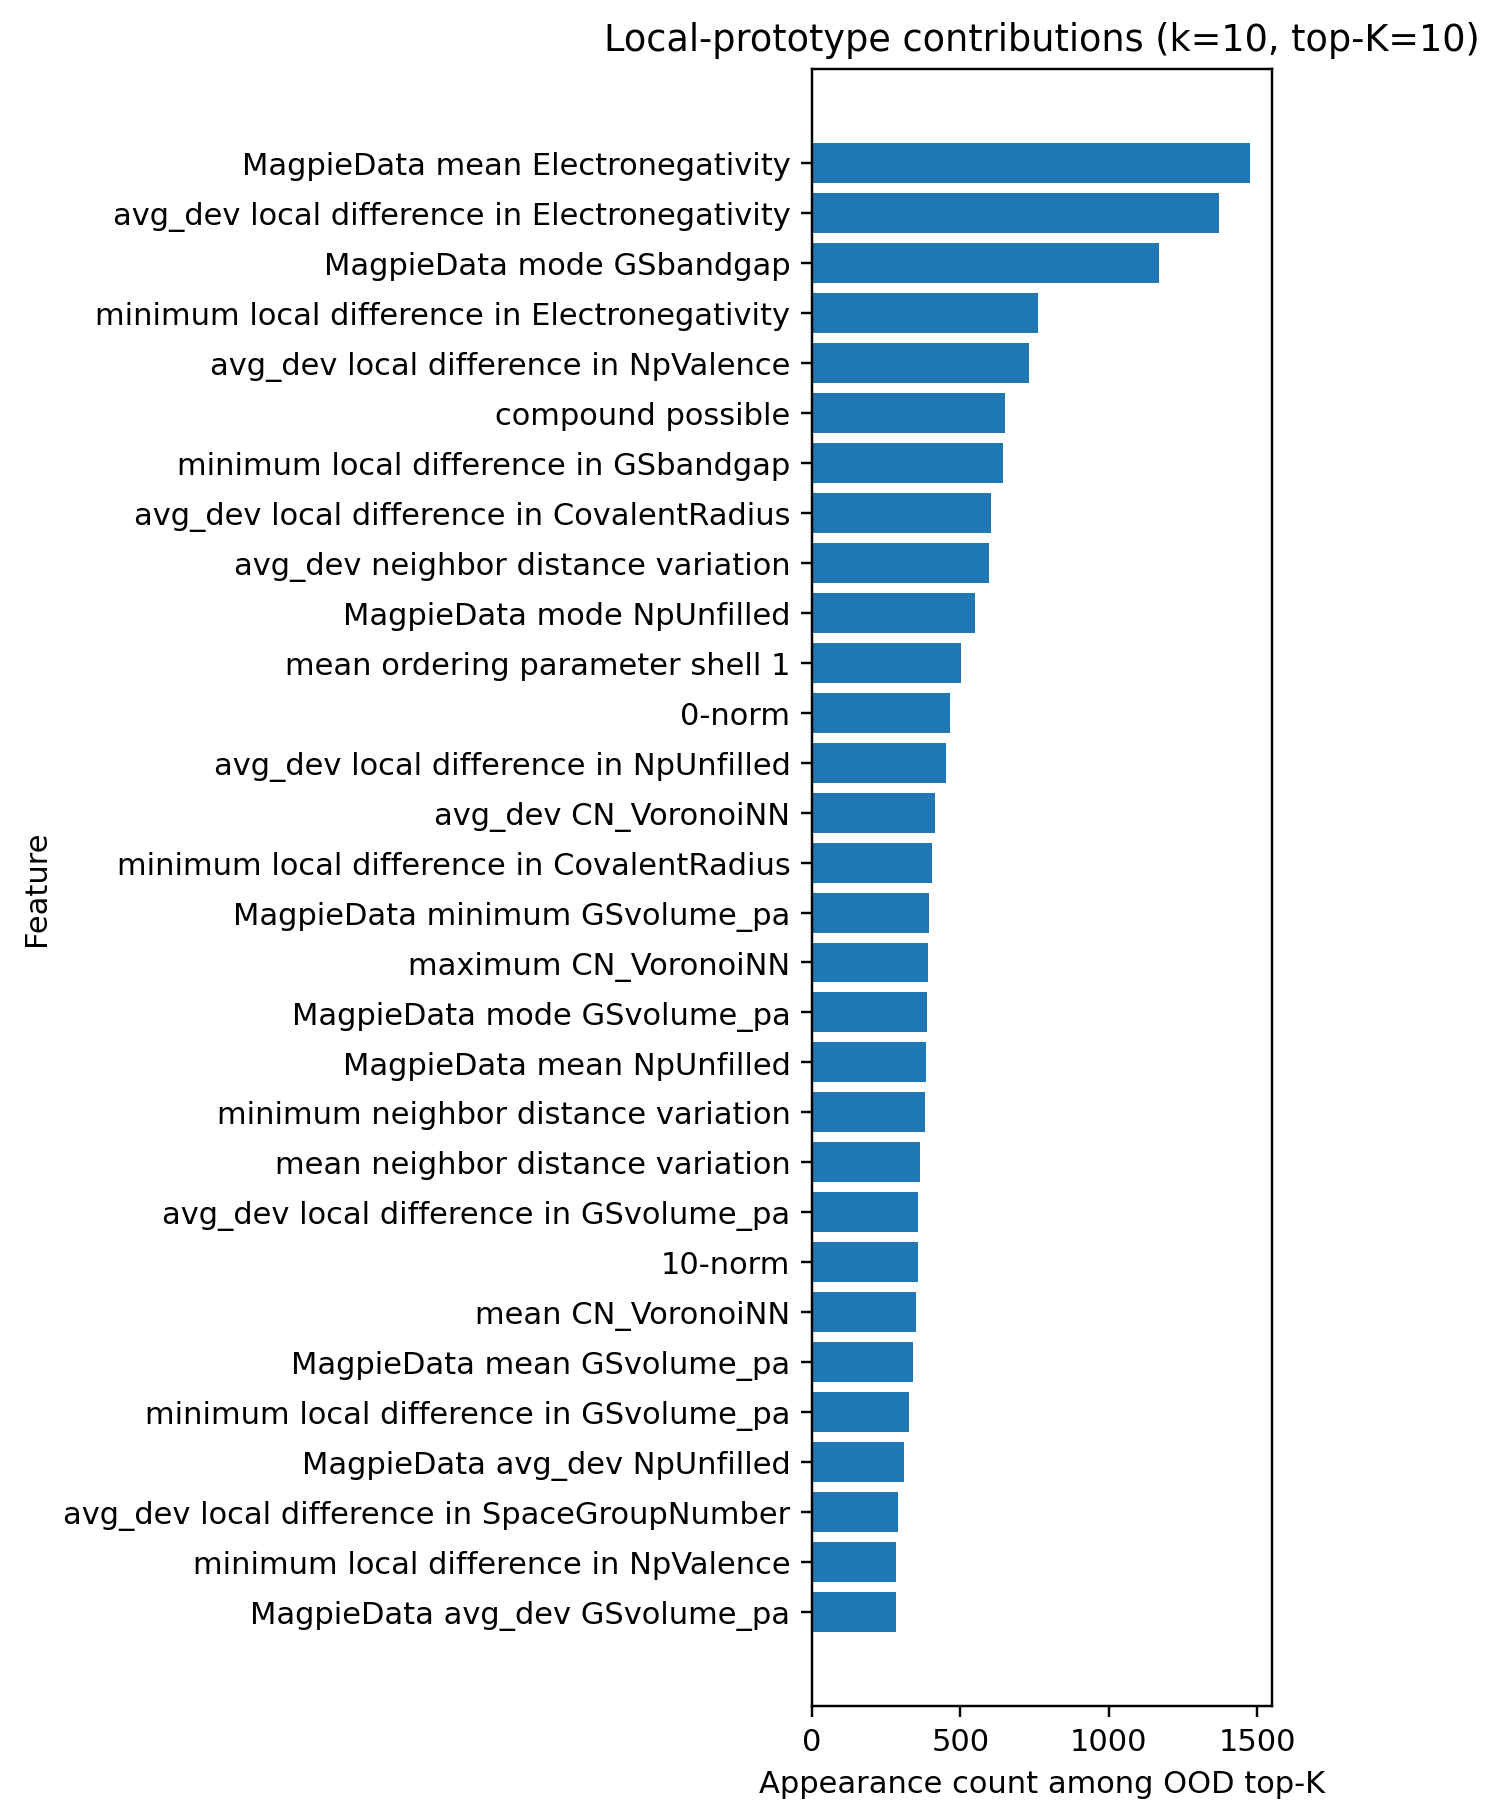 Local-prototype contributions (k=10, top-K=10)
MagpieData mean Electronegativity
avg_dev local difference in Electronegativity
MagpieData mode GSbandgap
minimum local difference in Electronegativity
avg_dev local difference in NpValence
compound possible
minimum local difference in GSbandgap
avg_dev local difference in CovalentRadius
avg_dev neighbor distance variation
MagpieData mode NpUnfilled
mean ordering parameter shell 1
0-norm
avg_dev local difference in NpUnfilled
avg_dev CN_VoronoiNN
minimum local difference in CovalentRadius
MagpieData minimum GSvolume_pa
maximum CN_VoronoiNN
MagpieData mode GSvolume_pa
MagpieData mean NpUnfilled
minimum neighbor distance variation
mean neighbor distance variation
avg_dev local difference in GSvolume_pa
10-norm
mean CN_VoronoiNN
MagpieData mean GSvolume_pa
minimum local difference in GSvolume_pa
MagpieData avg_dev NpUnfilled
avg_dev local difference in SpaceGroupNumber
minimum local difference in NpValence
MagpieData avg_dev GSvolume_pa
Feature
0 500 1000 1500
Appearance count among OOD top-K